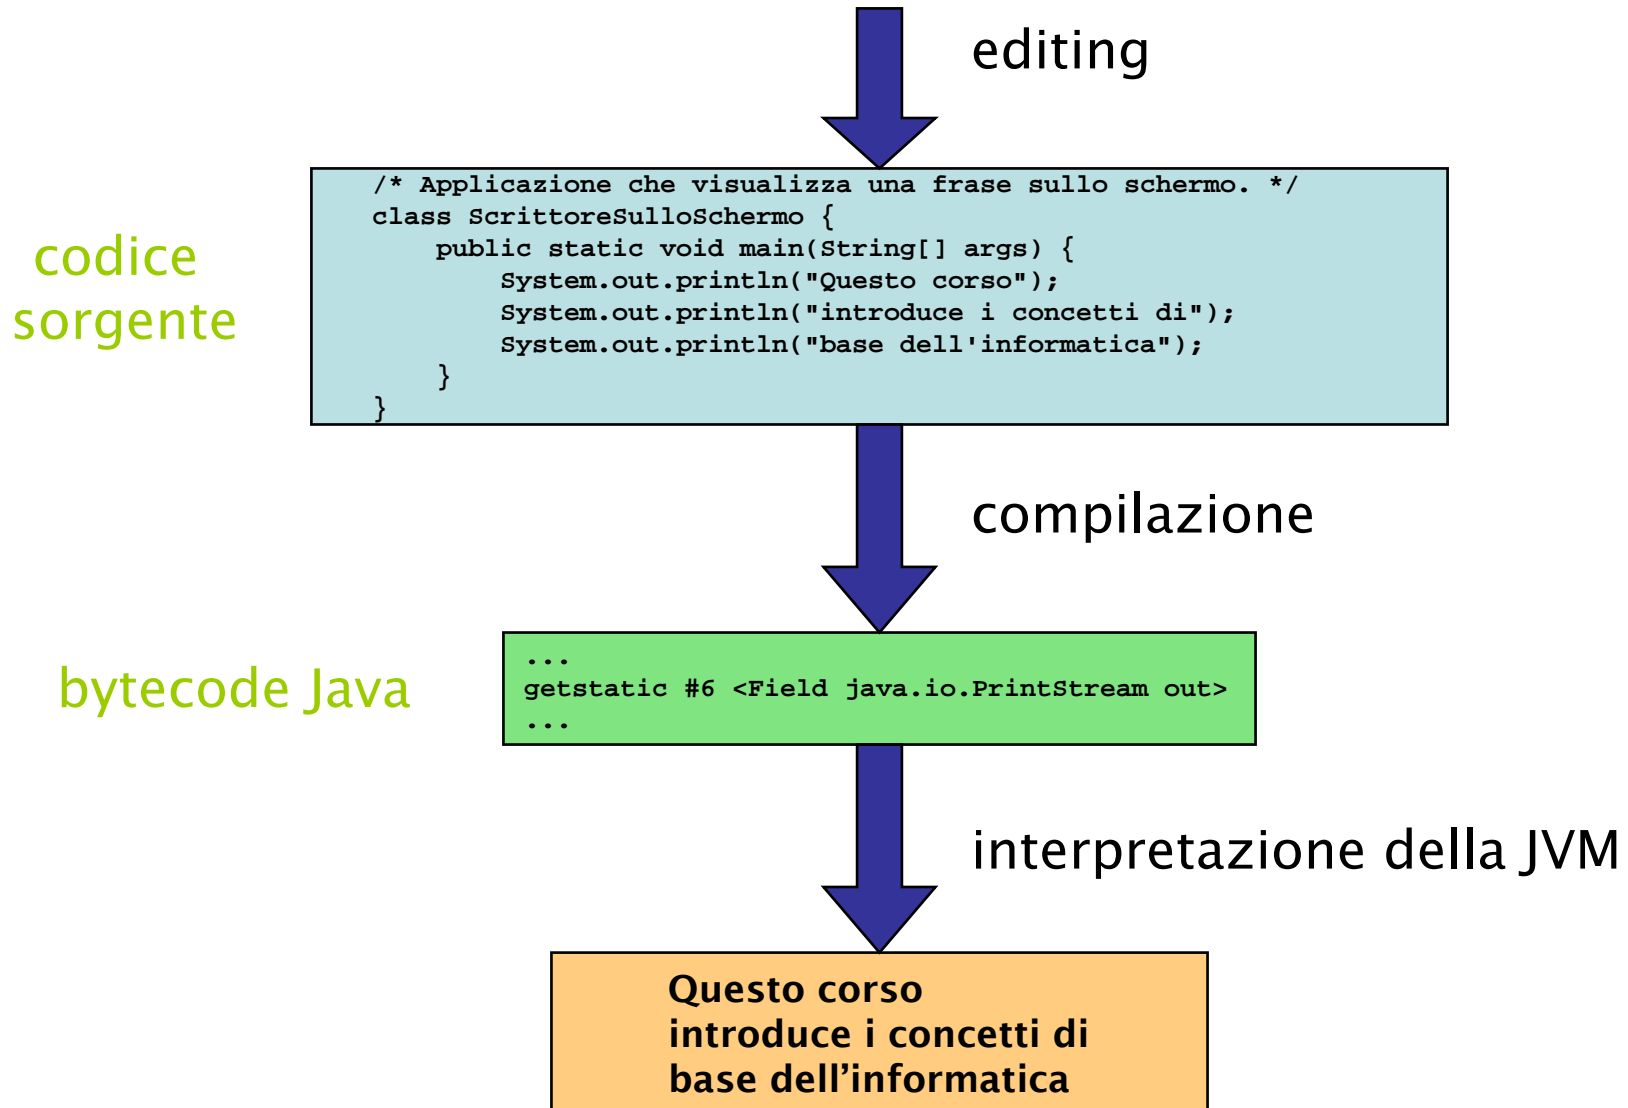 editing
/* Applicazione che visualizza una frase sullo schermo. */
class ScrittoreSulloSchermo {
    public static void main(String[] args) {
        System.out.println("Questo corso");
        System.out.println("introduce i concetti di");
        System.out.println("base dell'informatica");
    }
}
codice
sorgente
compilazione
bytecode Java
...
getstatic #6 <Field java.io.PrintStream out>
...
interpretazione della JVM
Questo corso
introduce i concetti di
base dell’informatica